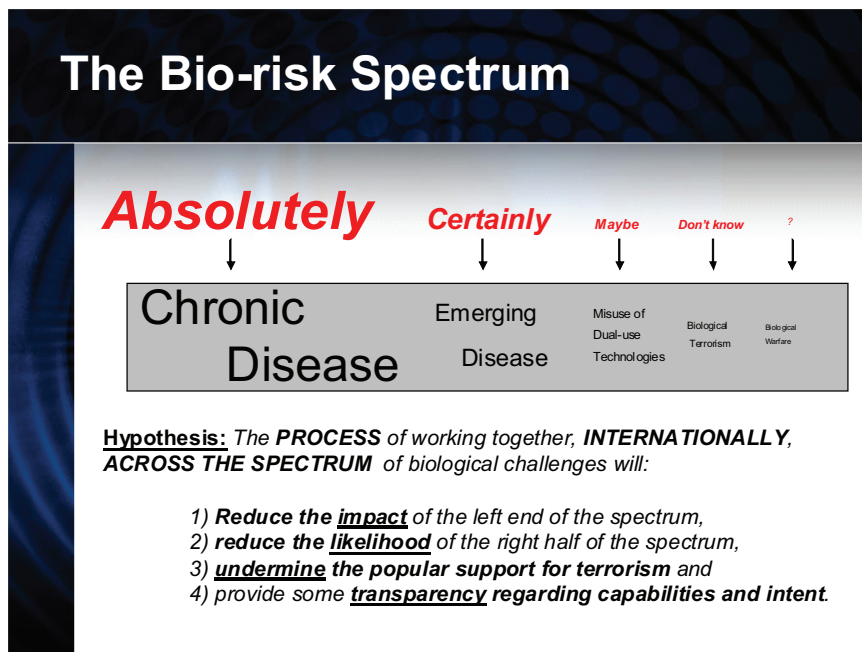 The Bio-risk Spectrum
Absolutely Certainly Maybe Don't know ?
Chronic
Disease
Emerging
Disease
Misuse of
Dual-use
Technologies
Biological
Terrorism
Biological
Warfare
Hypothesis: The PROCESS of working together, INTERNATIONALLY,
ACROSS THE SPECTRUM of biological challenges will:
1) Reduce the impact of the left end of the spectrum,
2) reduce the likelihood of the right half of the spectrum,
3) undermine the popular support for terrorism and
4) provide some transparency regarding capabilities and intent.